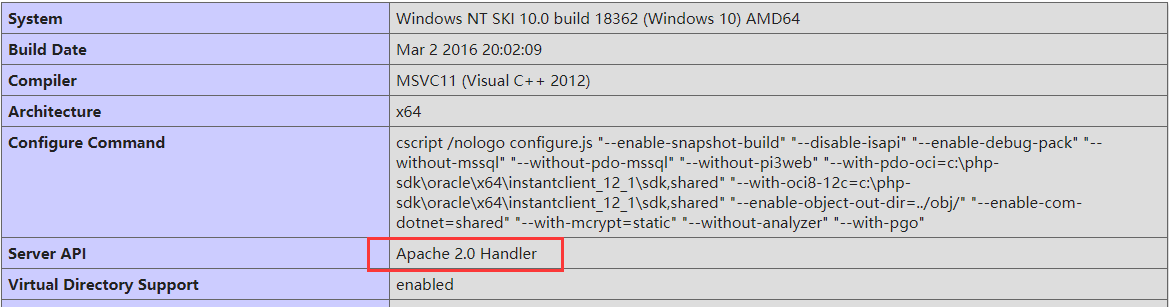 System Windows NT SKI 10.0 build 18362 (Windows 10) AMD64
Build Date Mar 2 2016 20:02:09
Compiler MSVC11 (Visual C++ 2012)
Architecture x64
Configure Command cscript /nologo configure.js "--enable-snapshot-build" "--disable-isapi" "--enable-debug-pack" "--
without-mssql" "--without-pdo-mssql" "--without-pi3web" "--with-pdo-oci=c:\php-
sdk\oracle\x64\instantclient_12_1\sdk,shared" "--with-oci8-12c=c:\php-
sdk\oracle\x64\instantclient_12_1\sdk,shared" "--enable-object-out-dir=../obj/" "--enable-com-
dotnet=shared" "--with-mcrypt=static" "--without-analyzer" "--with-pgo"
Server API Apache 2.0 Handler
Virtual Directory Support enabled